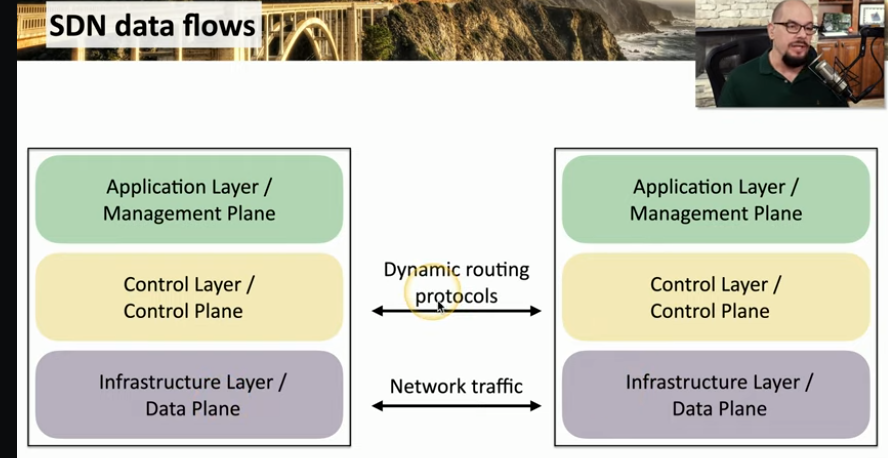 SDN data flows
Application Layer /
Management Plane
Control Layer /
Control Plane
Infrastructure Layer /
Data Plane
Dynamic routing
protocols
Network traffic
Application Layer /
Management Plane
Control Layer /
Control Plane
Infrastructure Layer /
Data Plane